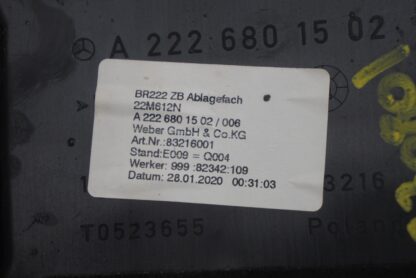 A 222 680 15 02
BR222 ZB Ablagefach
22M612N
A 222 680 15 02 / 006
Weber GmbH & Co.KG
Art.Nr.:83216001
Stand:E009 = Q004
Werker: 999 :82342:109
Datum: 28.01.2020 00:31:03
3216
T0523655